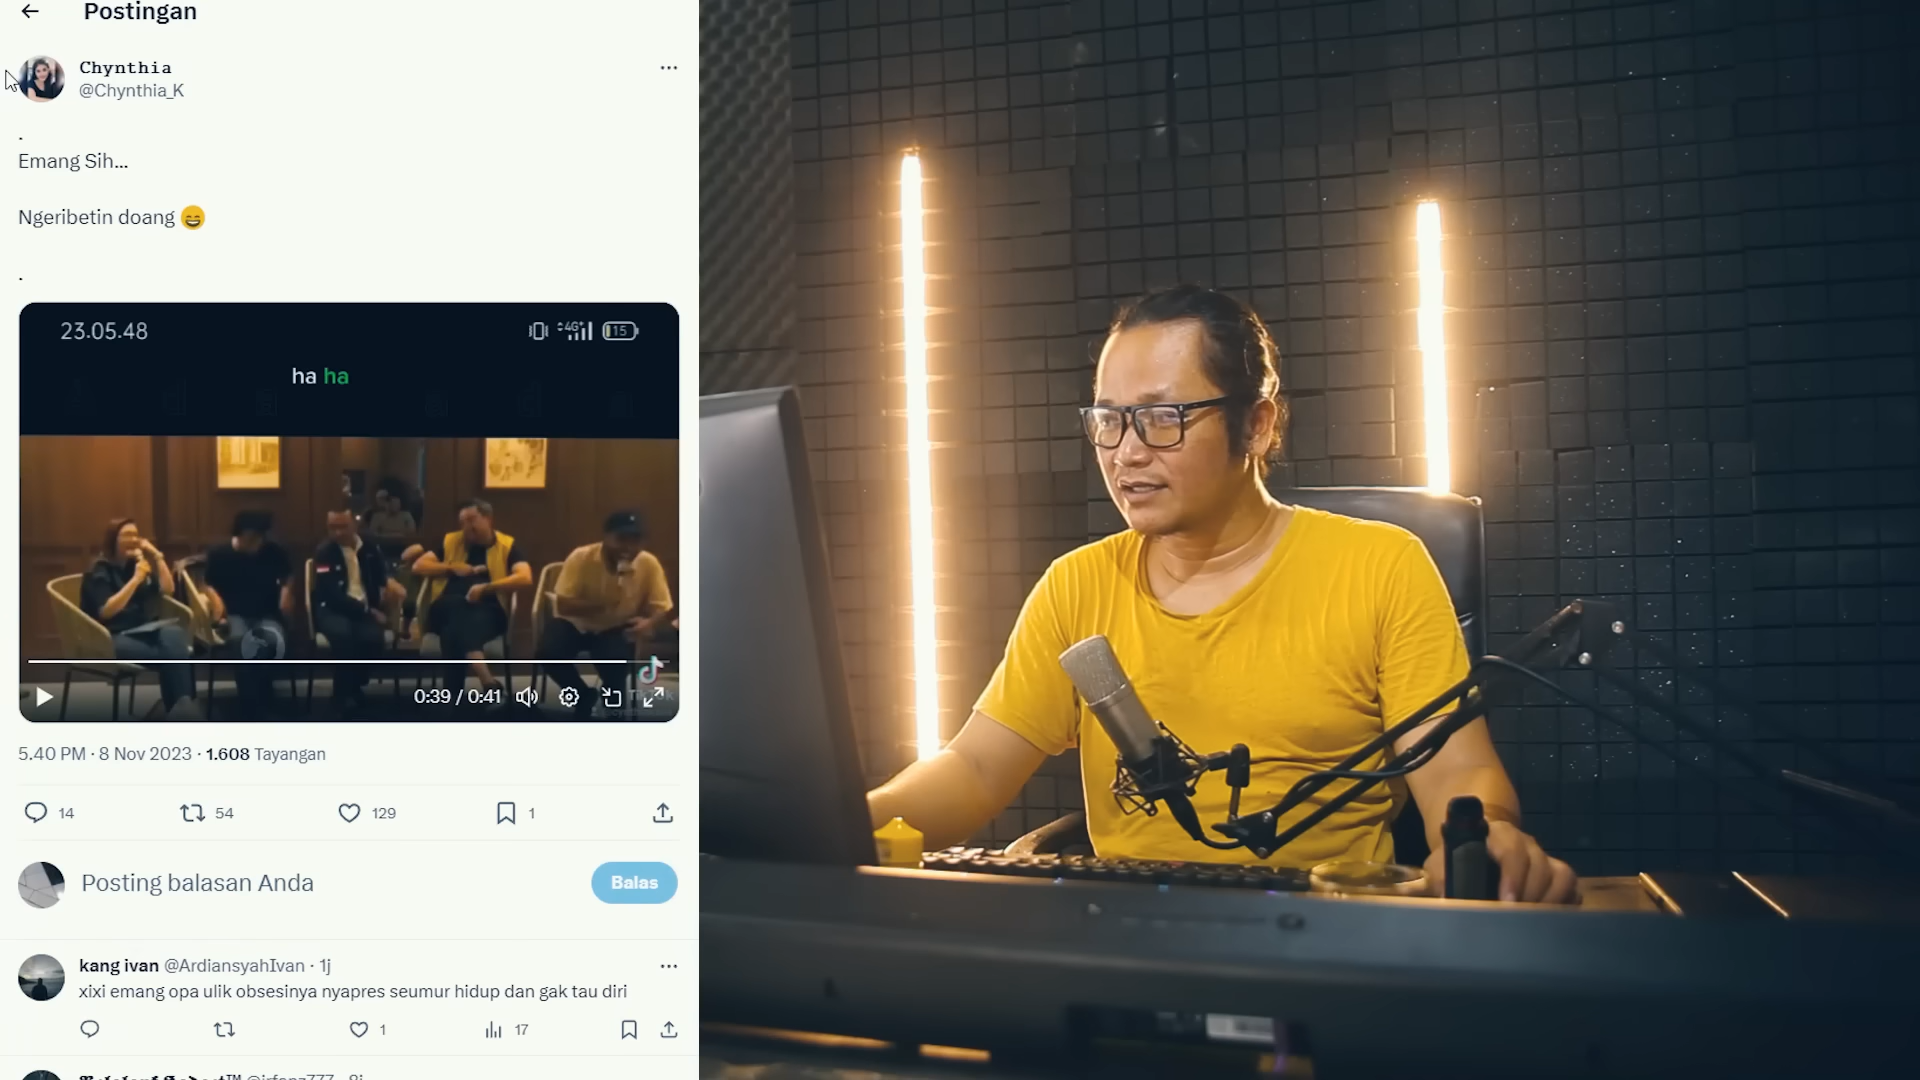 Postingan
Chynthia
@Chynthia_K
.
Emang Sih...
Ngeribetin doang
.
23.05.48
4G+
15
ha ha
0:39 / 0:41
5.40 PM · 8 Nov 2023 · 1.608 Tayangan
14
54
129
1
Posting balasan Anda
Balas
kang ivan @ArdiansyahIvan · 1j
xixi emang opa ulik obsesinya nyapres seumur hidup dan gak tau diri
1
17